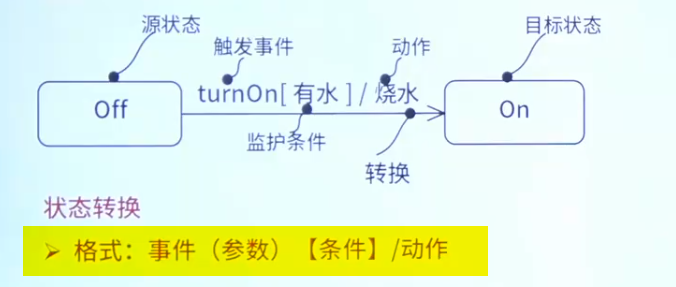 源状态
目标状态
触发事件
动作
turnOn[ 有水 ] / 烧水
Off
On
监护条件
转换
状态转换
➢ 格式：事件（参数）【条件】/动作